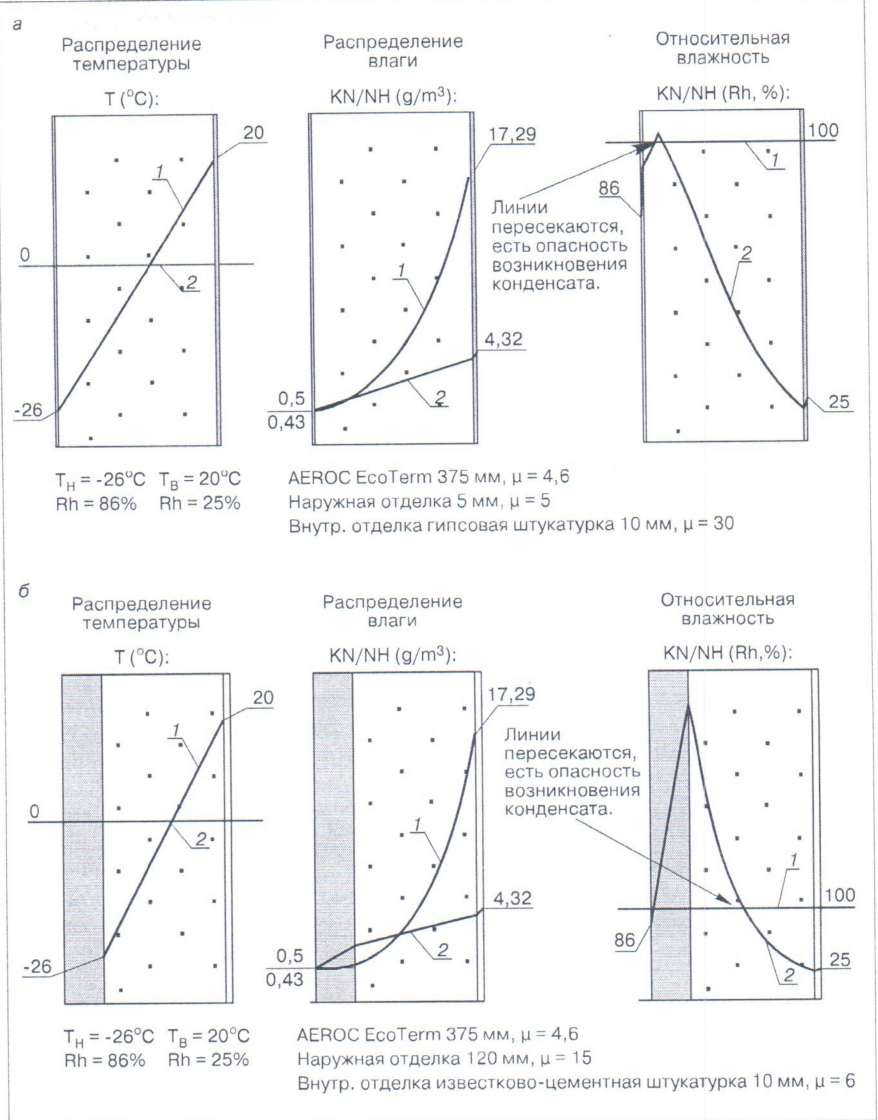 а
Распределение
температуры
T (°C):
20
1
0
2
-26
Распределение
влаги
KN/NH (g/m³):
17,29
1
4,32
2
0,5
0,43
Относительная
влажность
KN/NH (Rh, %):
100
1
86
Линии
пересекаются,
есть опасность
возникновения
конденсата.
2
25
TН = -26°C TВ = 20°C
Rh = 86% Rh = 25%
AEROC EcoTerm 375 мм, μ = 4,6
Наружная отделка 5 мм, μ = 5
Внутр. отделка гипсовая штукатурка 10 мм, μ = 30
б
Распределение
температуры
T (°C):
20
1
0
2
-26
Распределение
влаги
KN/NH (g/m³):
17,29
1
4,32
2
0,5
0,43
Относительная
влажность
KN/NH (Rh,%):
Линии
пересекаются,
есть опасность
возникновения
конденсата.
1
100
86
2
25
TН = -26°C TВ = 20°C
Rh = 86% Rh = 25%
AEROC EcoTerm 375 мм, μ = 4,6
Наружная отделка 120 мм, μ = 15
Внутр. отделка известково-цементная штукатурка 10 мм, μ = 6